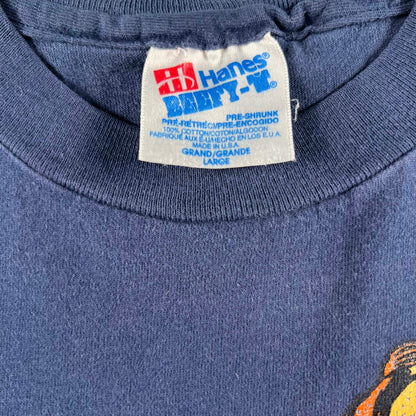 H Hanes®
BEEFY-T®
PRE-SHRUNK
PRÉ-RÉTRÉCI/PRE-ENCOGIDO
100% COTTON/COTON/ALGODON
FABRIQUÉ AUX É-U/HECHO EN LOS E.U.A.
MADE IN U.S.A.
GRAND/GRANDE
LARGE